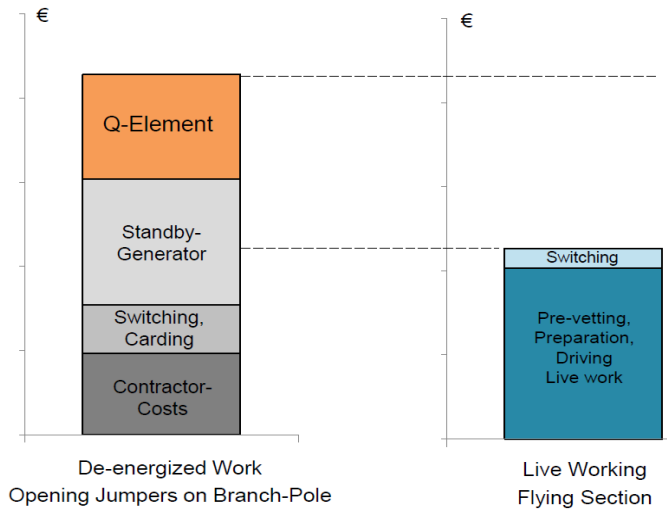 €
Q-Element
Standby-
Generator
Switching,
Carding
Contractor-
Costs
De-energized Work
Opening Jumpers on Branch-Pole
€
Switching
Pre-vetting,
Preparation,
Driving
Live work
Live Working
Flying Section